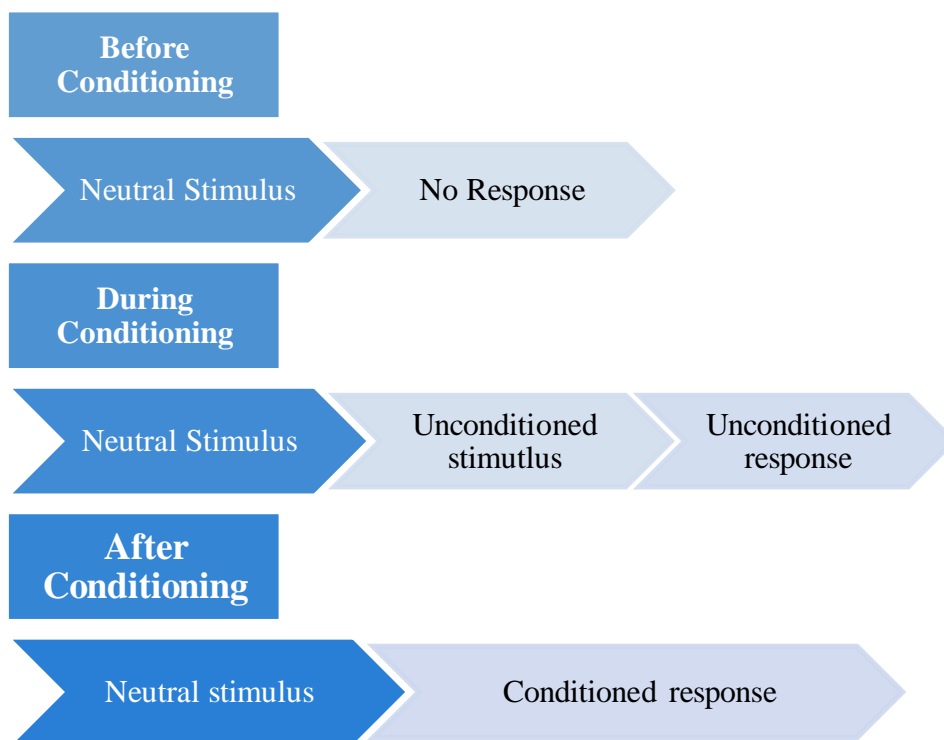 Before
Conditioning
Neutral Stimulus
No Response
During
Conditioning
Neutral Stimulus
Unconditioned
stimutlus
Unconditioned
response
After
Conditioning
Neutral stimulus
Conditioned response